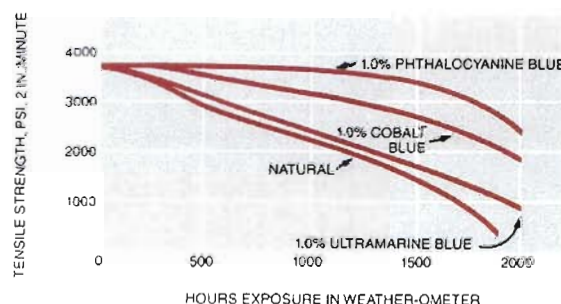 TENSILE STRENGTH, PSI, 2 IN./MINUTE
4000
3000
2000
1000
1.0% PHTHALOCYANINE BLUE
1.0% COBALT
BLUE
NATURAL
1.0% ULTRAMARINE BLUE
0
500
1000
1500
2000
HOURS EXPOSURE IN WEATHER-OMETER